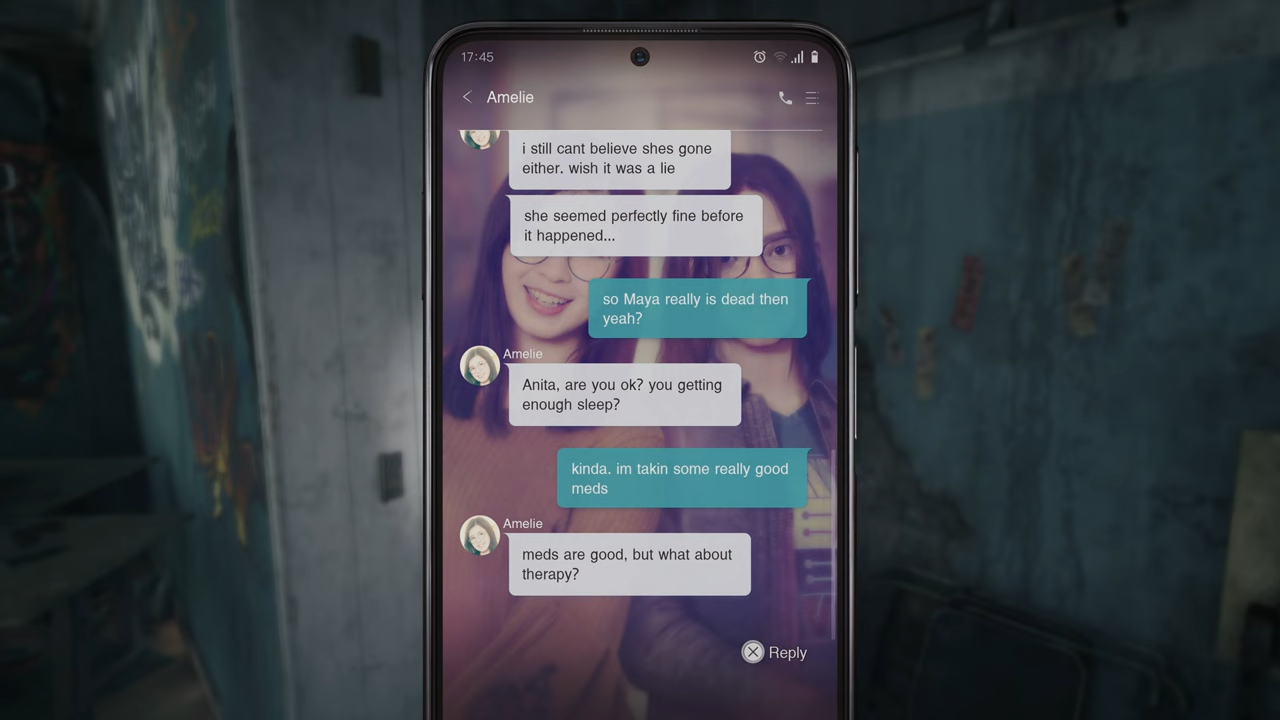 17:45
Amelie
i still cant believe shes gone
either. wish it was a lie
she seemed perfectly fine before
it happened...
so Maya really is dead then
yeah?
Amelie
Anita, are you ok? you getting
enough sleep?
kinda. im takin some really good
meds
Amelie
meds are good, but what about
therapy?
Reply